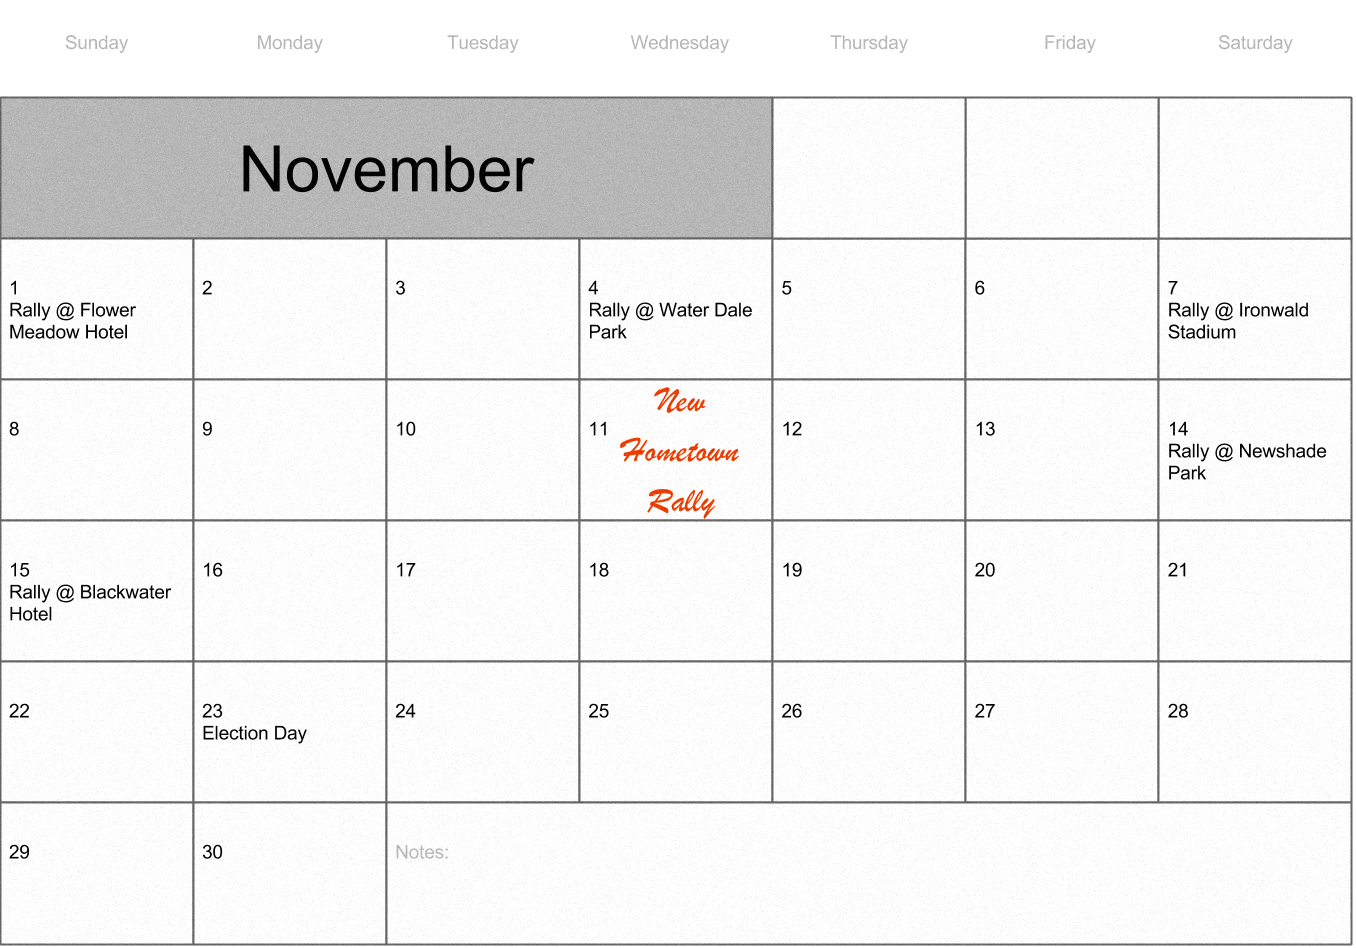 Sunday Monday Tuesday Wednesday Thursday Friday Saturday
November
1
Rally @ Flower
Meadow Hotel
2
3
4
Rally @ Water Dale
Park
5
6
7
Rally @ Ironwald
Stadium
8
9
10
11
New
Hometown
Rally
12
13
14
Rally @ Newshade
Park
15
Rally @ Blackwater
Hotel
16
17
18
19
20
21
22
23
Election Day
24
25
26
27
28
29
30
Notes: